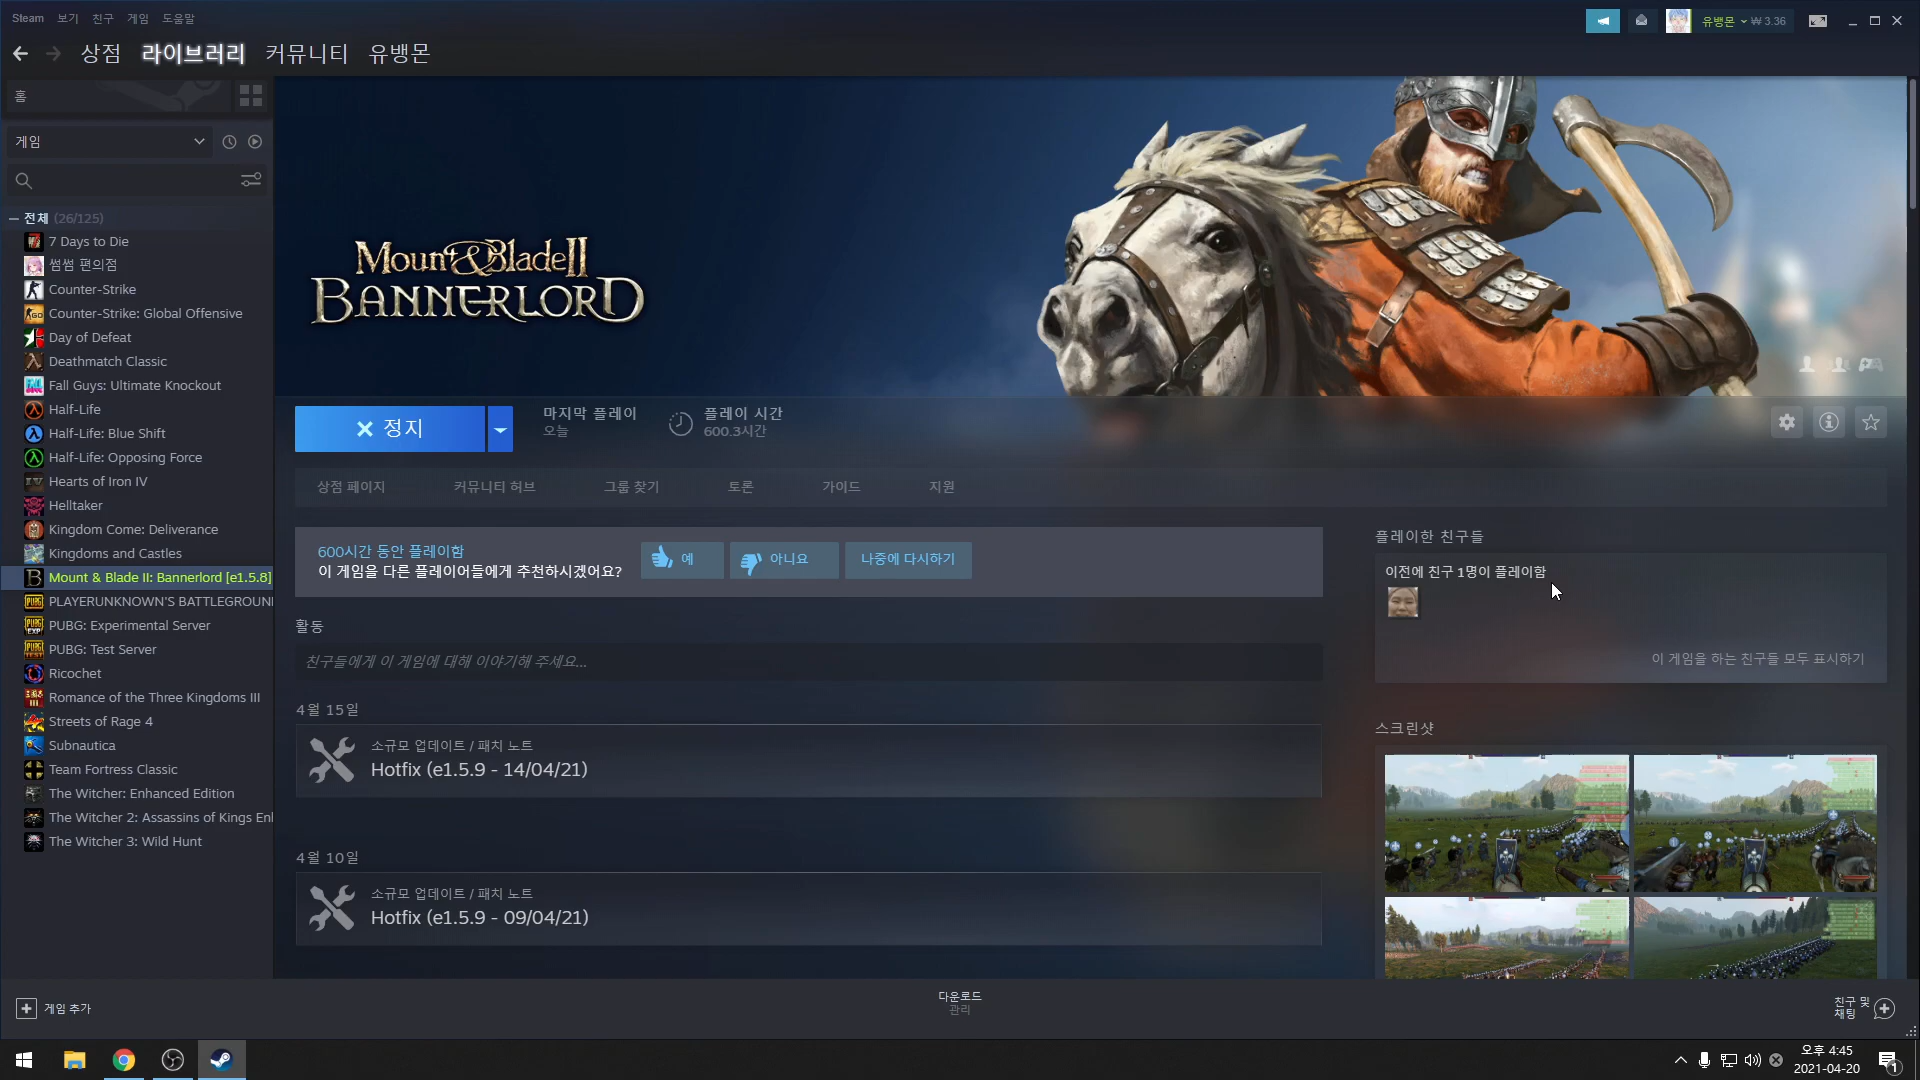 Steam 보기 친구 게임 도움말
유뱅몬 ₩ 3.36
상점 라이브러리 커뮤니티 유뱅몬
홈
게임
전체 (26/125)
7 Days to Die
썸썸 편의점
Counter-Strike
Counter-Strike: Global Offensive
Day of Defeat
Deathmatch Classic
Fall Guys: Ultimate Knockout
Half-Life
Half-Life: Blue Shift
Half-Life: Opposing Force
Hearts of Iron IV
Helltaker
Kingdom Come: Deliverance
Kingdoms and Castles
Mount & Blade II: Bannerlord [e1.5.8]
PLAYERUNKNOWN'S BATTLEGROUN
PUBG: Experimental Server
PUBG: Test Server
Ricochet
Romance of the Three Kingdoms III
Streets of Rage 4
Subnautica
Team Fortress Classic
The Witcher: Enhanced Edition
The Witcher 2: Assassins of Kings En
The Witcher 3: Wild Hunt
게임 추가
Mount & Blade II
BANNERLORD
정지
마지막 플레이
오늘
플레이 시간
600.3시간
상점 페이지 커뮤니티 허브 그룹 찾기 토론 가이드 지원
600시간 동안 플레이함
이 게임을 다른 플레이어들에게 추천하시겠어요?
예 아니요 나중에 다시하기
활동
친구들에게 이 게임에 대해 이야기해 주세요...
4월 15일
소규모 업데이트 / 패치 노트
Hotfix (e1.5.9 - 14/04/21)
4월 10일
소규모 업데이트 / 패치 노트
Hotfix (e1.5.9 - 09/04/21)
플레이한 친구들
이전에 친구 1명이 플레이함
이 게임을 하는 친구들 모두 표시하기
스크린샷
다운로드
관리
친구 및
채팅
오후 4:45
2021-04-20
1